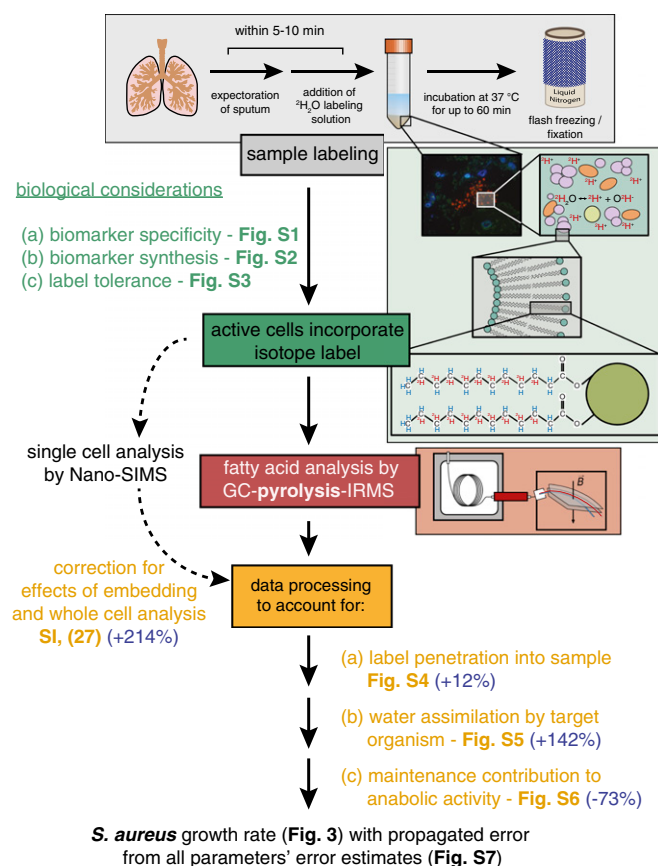 within 5-10 min
expectoration
of sputum
addition of
²H₂O labeling
solution
incubation at 37 °C
for up to 60 min
Liquid
Nitrogen
flash freezing /
fixation
sample labeling
biological considerations
(a) biomarker specificity - Fig. S1
(b) biomarker synthesis - Fig. S2
(c) label tolerance - Fig. S3
²H₂O ↔ ²H⁺ + O²H⁻
active cells incorporate
isotope label
single cell analysis
by Nano-SIMS
fatty acid analysis by
GC-pyrolysis-IRMS
B
correction for
effects of embedding
and whole cell analysis
SI, (27) (+214%)
data processing
to account for:
(a) label penetration into sample
Fig. S4 (+12%)
(b) water assimilation by target
organism - Fig. S5 (+142%)
(c) maintenance contribution to
anabolic activity - Fig. S6 (-73%)
S. aureus growth rate (Fig. 3) with propagated error
from all parameters' error estimates (Fig. S7)